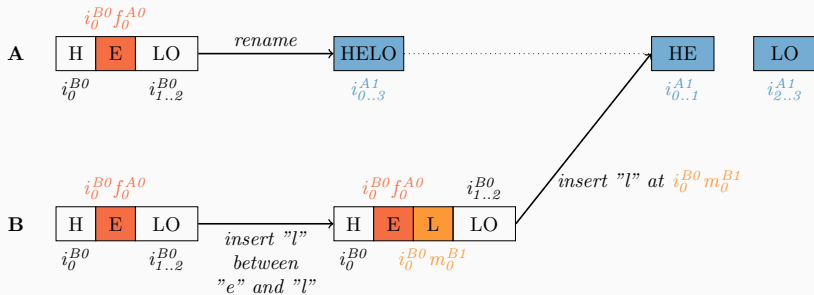 i_0^{B0} f_0^{A0}
A H E LO rename HELO HE LO
i_0^{B0} i_{1..2}^{B0} i_{0..3}^{A1} i_{0..1}^{A1} i_{2..3}^{A1}
i_0^{B0} f_0^{A0} i_0^{B0} f_0^{A0} i_{1..2}^{B0} insert "l" at i_0^{B0} m_0^{B1}
B H E LO H E L LO
i_0^{B0} i_{1..2}^{B0} insert "l" i_0^{B0} i_0^{B0} m_0^{B1}
between
"e" and "l"